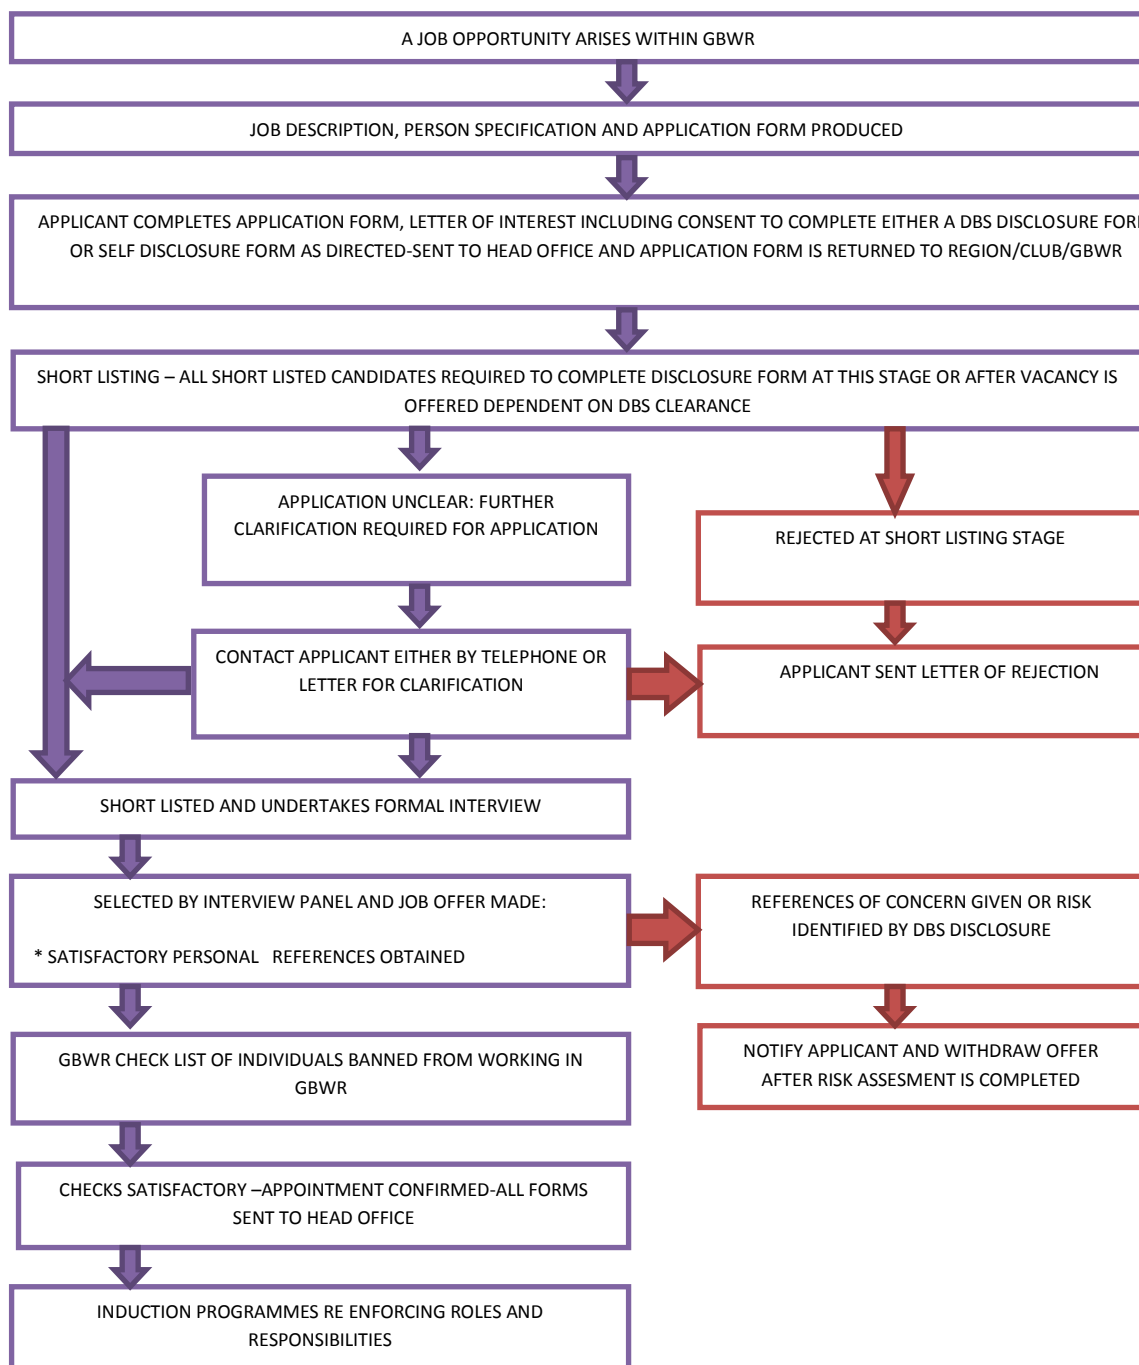 A JOB OPPORTUNITY ARISES WITHIN GBWR
JOB DESCRIPTION, PERSON SPECIFICATION AND APPLICATION FORM PRODUCED
APPLICANT COMPLETES APPLICATION FORM, LETTER OF INTEREST INCLUDING CONSENT TO COMPLETE EITHER A DBS DISCLOSURE FORM
OR SELF DISCLOSURE FORM AS DIRECTED-SENT TO HEAD OFFICE AND APPLICATION FORM IS RETURNED TO REGION/CLUB/GBWR
SHORT LISTING – ALL SHORT LISTED CANDIDATES REQUIRED TO COMPLETE DISCLOSURE FORM AT THIS STAGE OR AFTER VACANCY IS
OFFERED DEPENDENT ON DBS CLEARANCE
APPLICATION UNCLEAR: FURTHER
CLARIFICATION REQUIRED FOR APPLICATION
REJECTED AT SHORT LISTING STAGE
CONTACT APPLICANT EITHER BY TELEPHONE OR
LETTER FOR CLARIFICATION
APPLICANT SENT LETTER OF REJECTION
SHORT LISTED AND UNDERTAKES FORMAL INTERVIEW
SELECTED BY INTERVIEW PANEL AND JOB OFFER MADE:
* SATISFACTORY PERSONAL REFERENCES OBTAINED
REFERENCES OF CONCERN GIVEN OR RISK
IDENTIFIED BY DBS DISCLOSURE
GBWR CHECK LIST OF INDIVIDUALS BANNED FROM WORKING IN
GBWR
NOTIFY APPLICANT AND WITHDRAW OFFER
AFTER RISK ASSESMENT IS COMPLETED
CHECKS SATISFACTORY –APPOINTMENT CONFIRMED-ALL FORMS
SENT TO HEAD OFFICE
INDUCTION PROGRAMMES RE ENFORCING ROLES AND
RESPONSIBILITIES